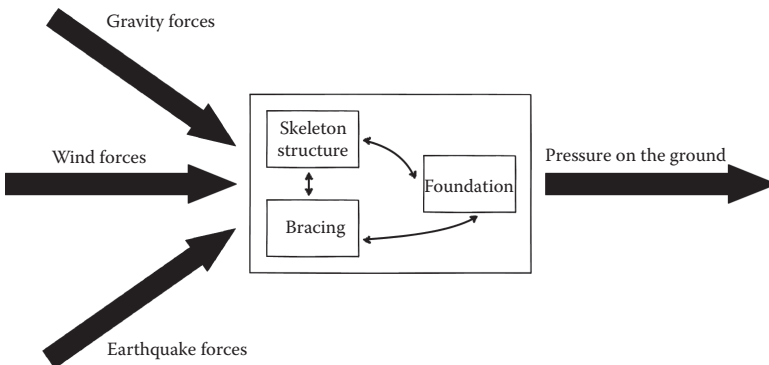 Gravity forces
Wind forces
Earthquake forces
Skeleton
structure
Bracing
Foundation
Pressure on the ground